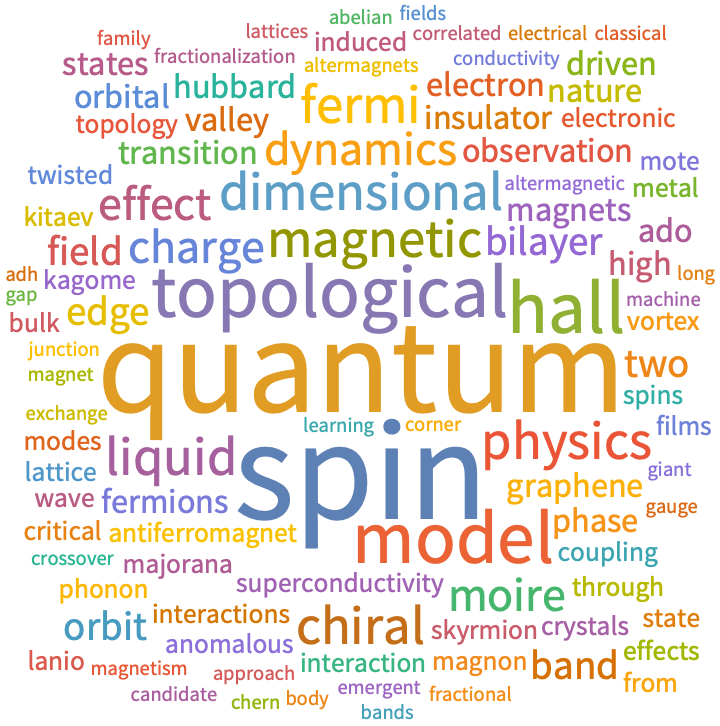 abelian fields
family lattices induced correlated electrical classical
states fractionalization altermagnets conductivity driven
orbital hubbard fermi electron nature
topology valley insulator electronic
transition dynamics observation mote
twisted dimensional altermagnetic metal
kitaev effect magnets
field charge magnetic bilayer ado
adh kagome topological high long
gap edge hall machine
bulk vortex
junction quantum two
magnet spins
exchange learning corner films
modes liquid spin physics
lattice graphene giant
wave fermions gauge
critical antiferromagnet model phase
crossover majorana coupling
phonon superconductivity moire through
orbit interactions chiral skyrmion crystals state
anomalous effects
lanio magnetism approach interaction magnon band from
candidate chern body emergent fractional
bands